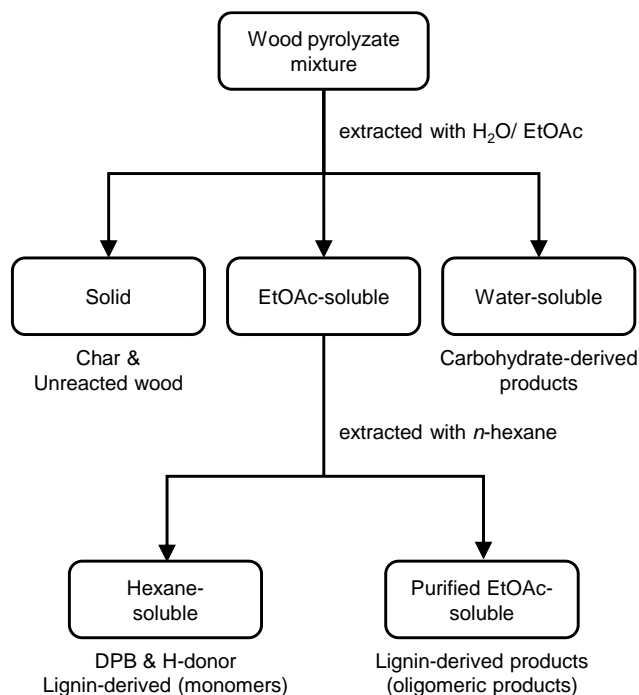 Wood pyrolyzate
mixture
extracted with H₂O/ EtOAc
Solid
EtOAc-soluble
Water-soluble
Char &
Unreacted wood
Carbohydrate-derived
products
extracted with n-hexane
Hexane-
soluble
Purified EtOAc-
soluble
DPB & H-donor
Lignin-derived (monomers)
Lignin-derived products
(oligomeric products)